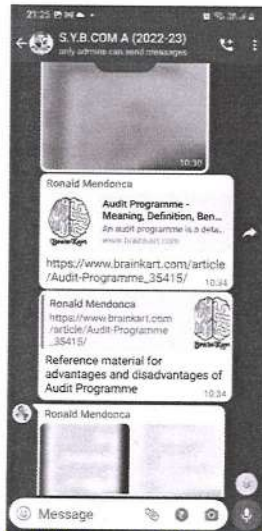 21:25
S.Y.B.COM A (2022-23)
only admins can send messages
10:30
Ronald Mendonca
Audit Programme -
Meaning, Definition, Ben...
An audit programme is a deta..
www.brainkart.com
BrainKart
https://www.brainkart.com/article
/Audit-Programme_35415/
10:34
Ronald Mendonca
https://www.brainkart.com
/article/Audit-Programme
_35415/
BrainKart
Reference material for
advantages and disadvantages of
Audit Programme
10:34
Ronald Mendonca
Message